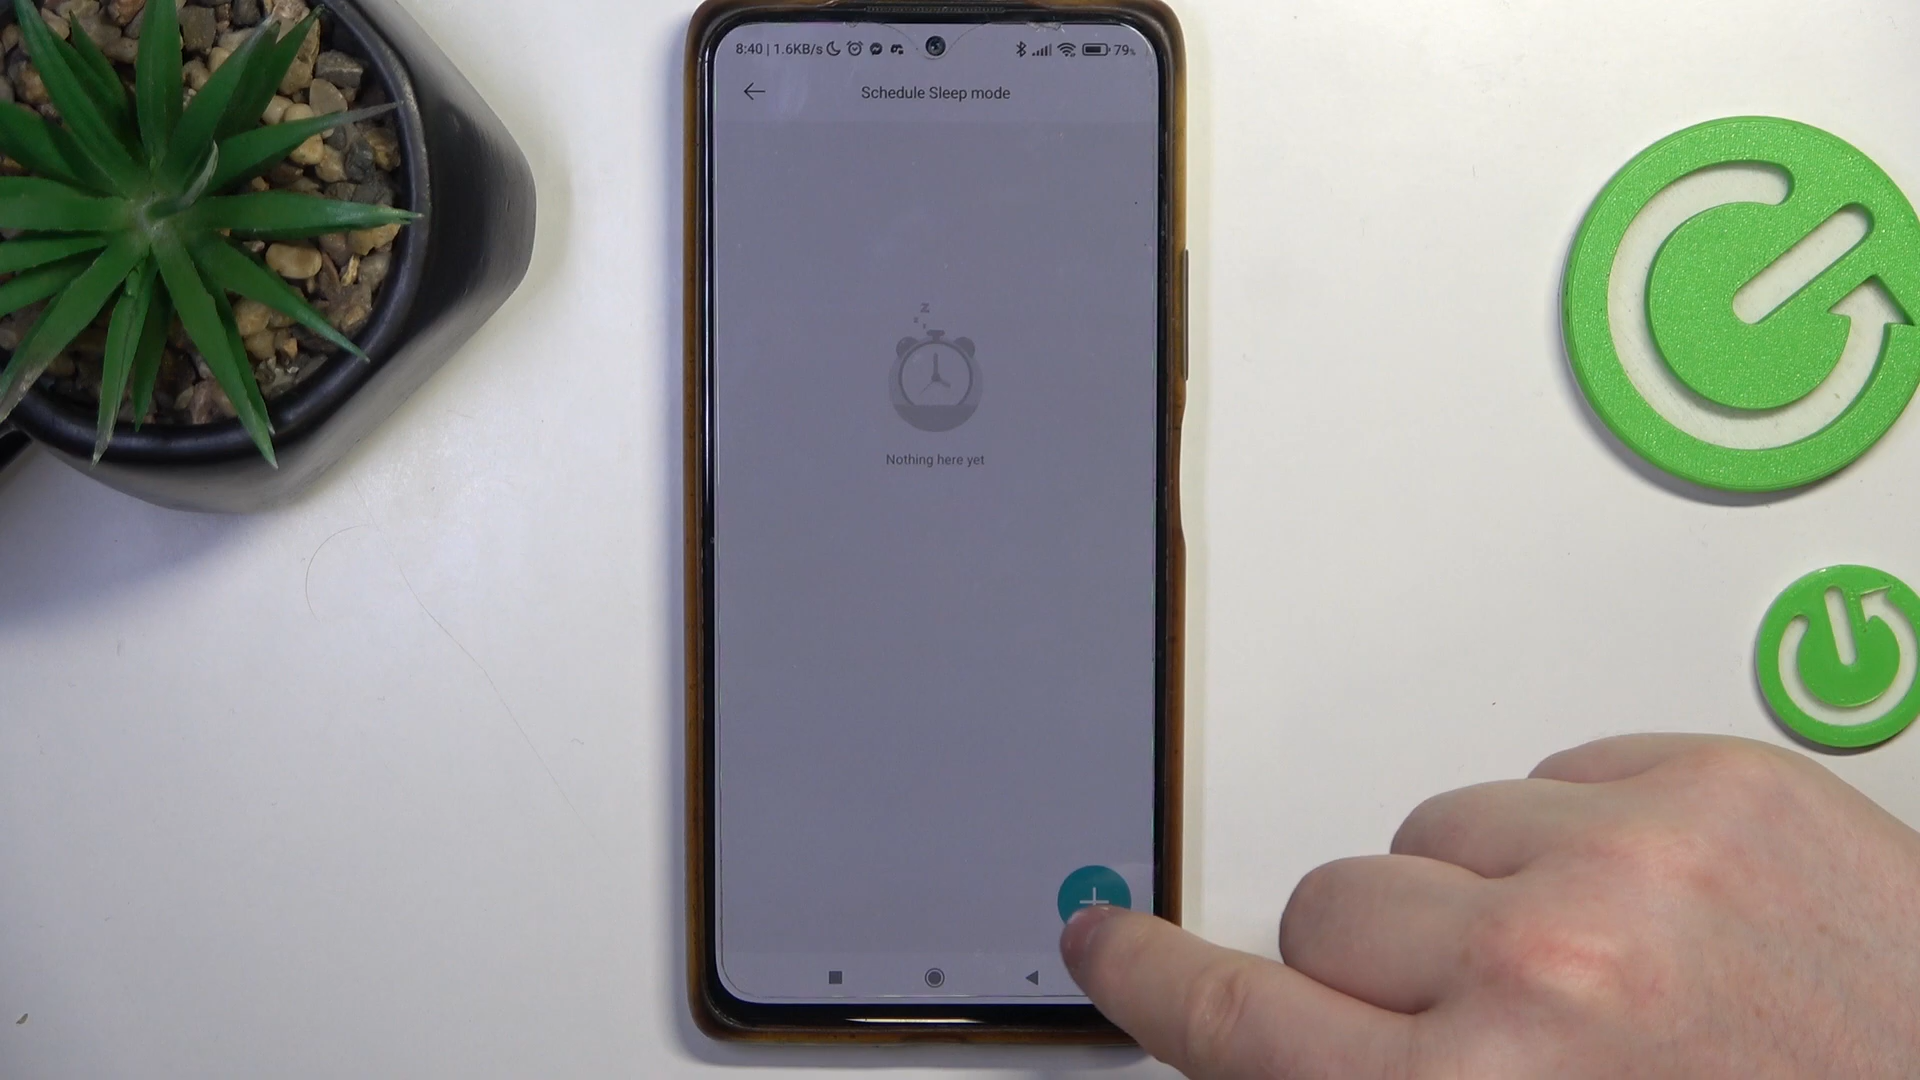 8:40 | 1.6KB/s 79%
Schedule Sleep mode
z
Nothing here yet